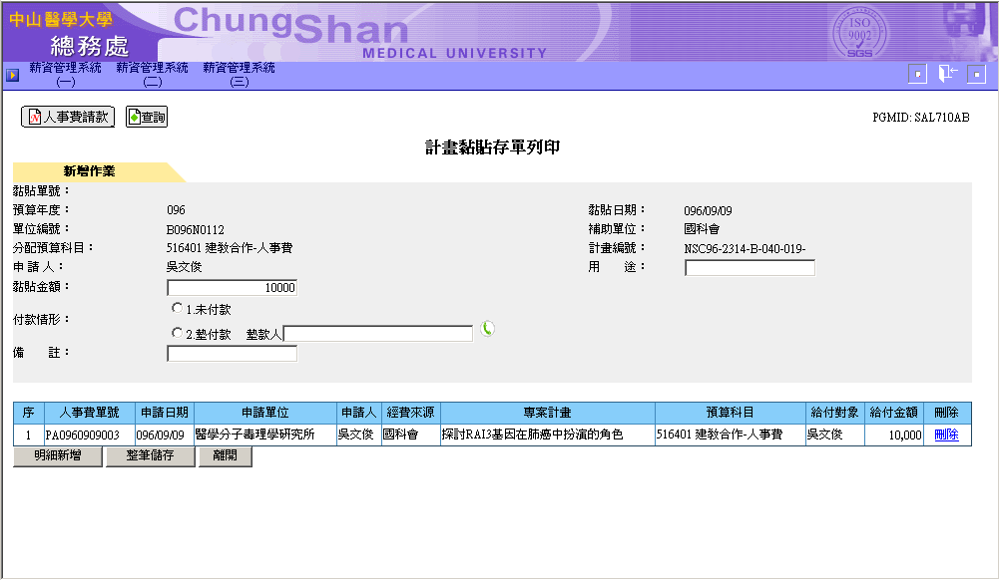 中山醫學大學
ChungShan
總務處
MEDICAL UNIVERSITY
ISO
9002
SGS
薪資管理系統 薪資管理系統 薪資管理系統
(一) (二) (三)
人事費請款 查詢
PGMID: SAL710AB
計畫黏貼存單列印
新增作業
黏貼單號：
預算年度： 096 黏貼日期： 096/09/09
單位編號： B096N0112 補助單位： 國科會
分配預算科目： 516401 建教合作-人事費 計畫編號： NSC96-2314-B-040-019-
申 請 人： 吳文俊 用 途：
黏貼金額： 10000
付款情形： 1.未付款
2.墊付款 墊款人
備 註：
序 人事費單號 申請日期 申請單位 申請人 經費來源 專案計畫 預算科目 給付對象 給付金額 刪除
1 PA0960909003 096/09/09 醫學分子毒理學研究所 吳文俊 國科會 探討RAI3基因在肺癌中扮演的角色 516401 建教合作-人事費 吳文俊 10,000 刪除
明細新增 整筆儲存 離開